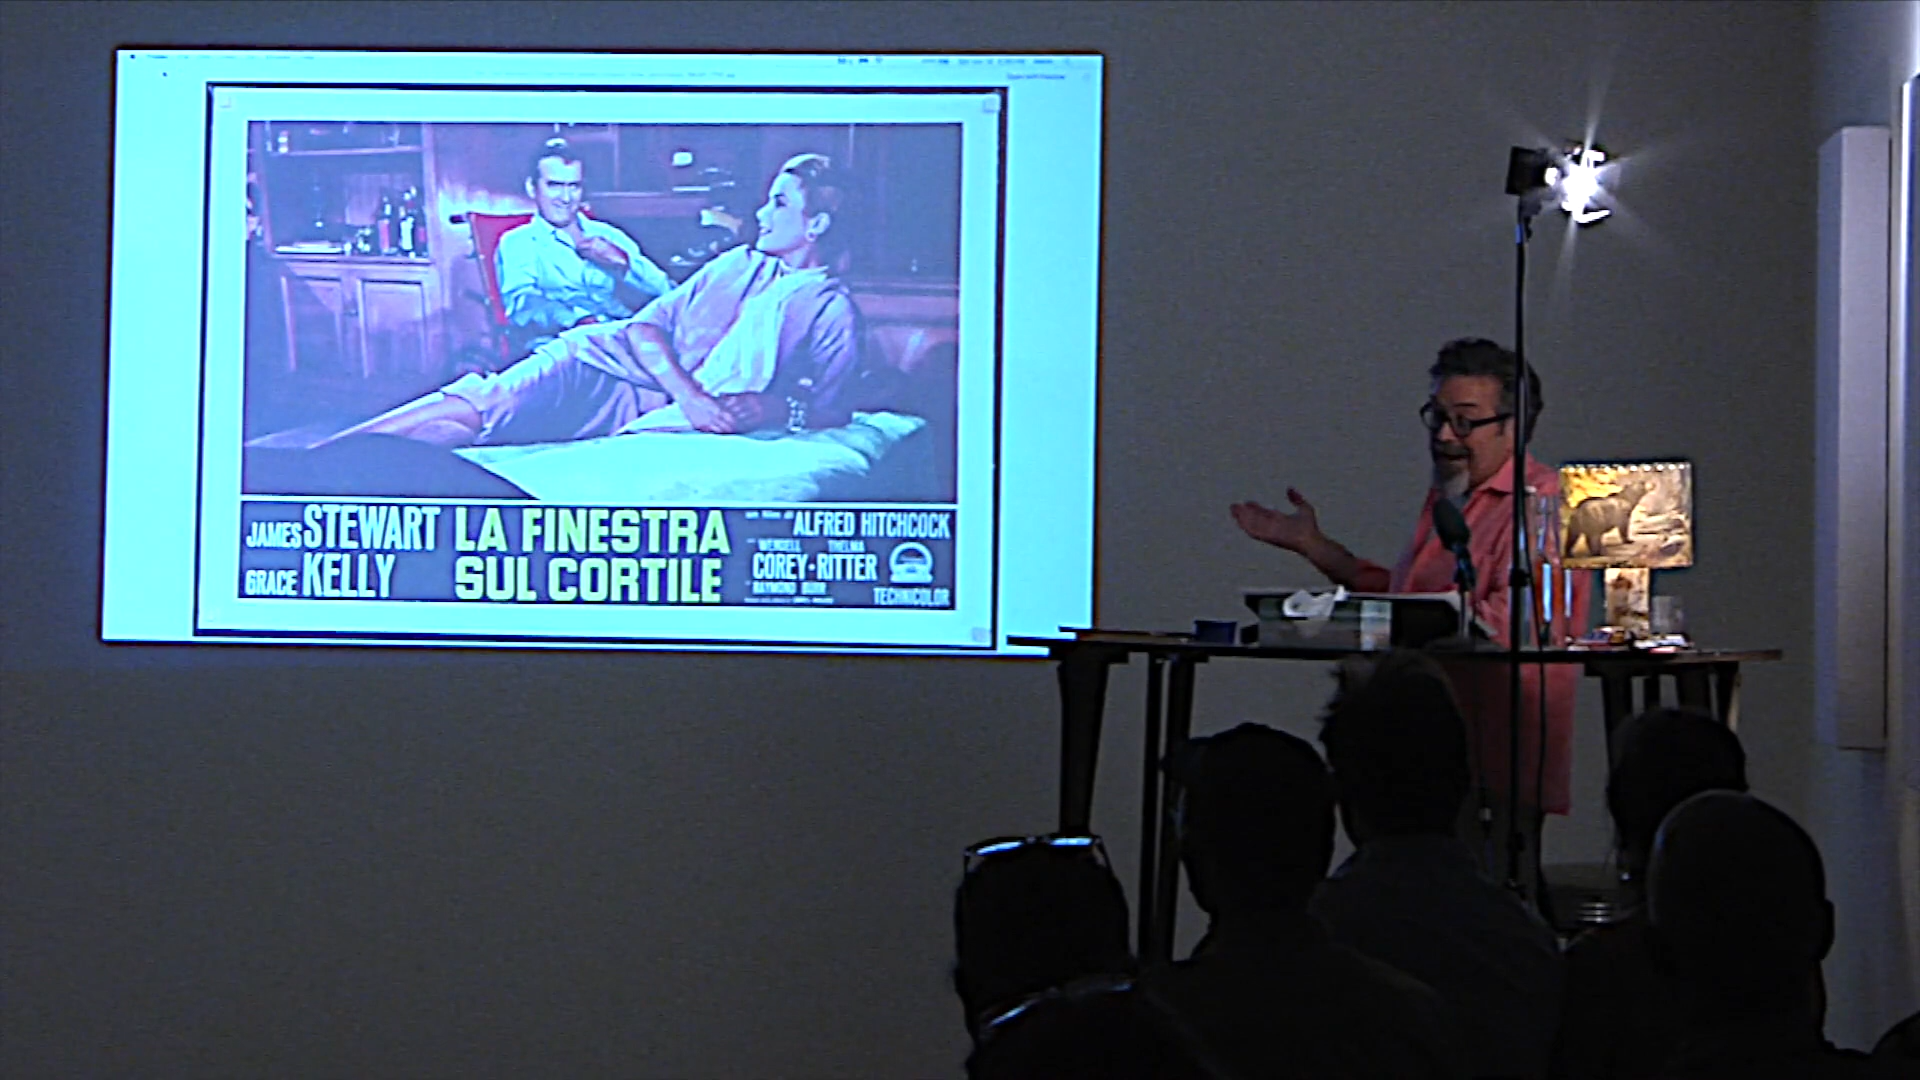 JAMES STEWART
GRACE KELLY
LA FINESTRA
SUL CORTILE
ALFRED HITCHCOCK
WENDELL THELMA
COREY · RITTER
RAYMOND BURR
TECHNICOLOR